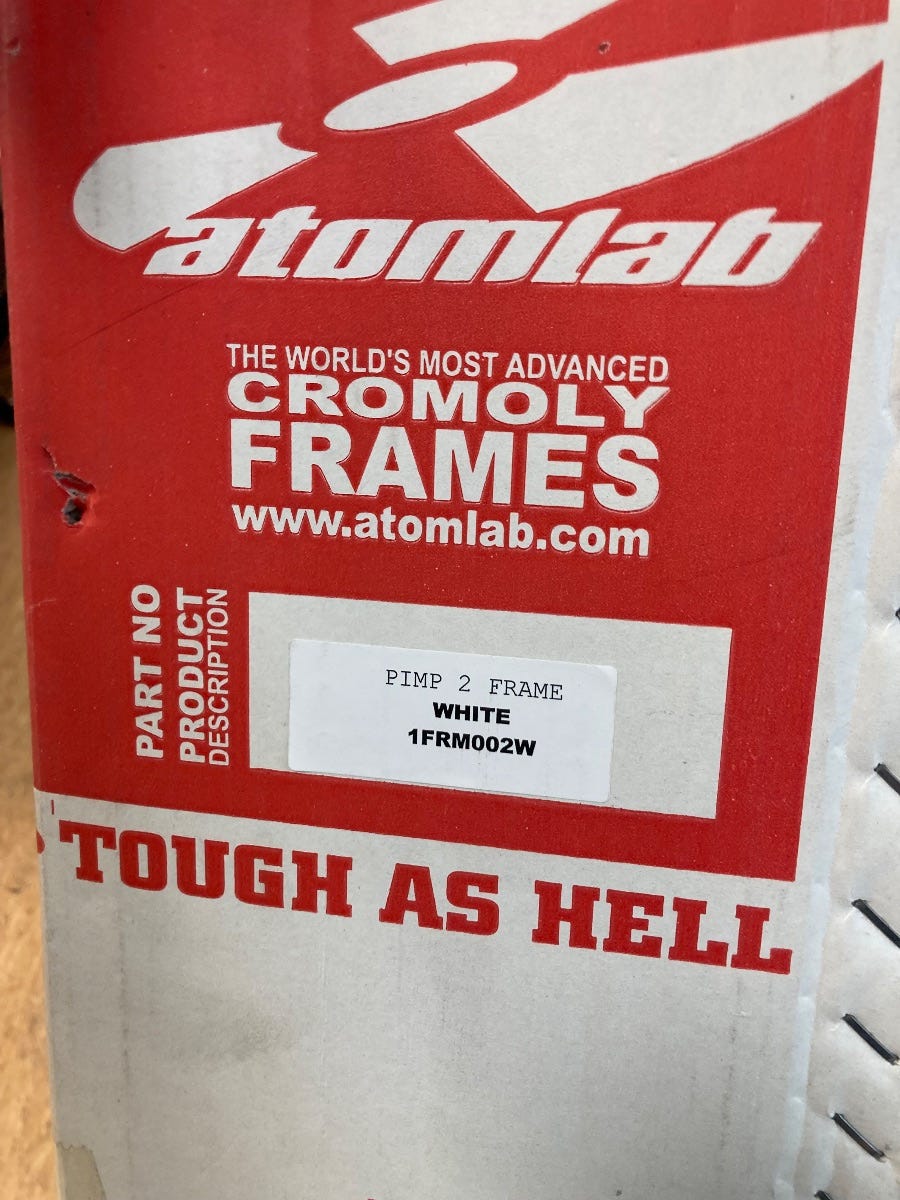 atomlab
THE WORLD'S MOST ADVANCED
CROMOLY
FRAMES
www.atomlab.com
PART NO
PRODUCT
DESCRIPTION
PIMP 2 FRAME
WHITE
1FRM002W
TOUGH AS HELL